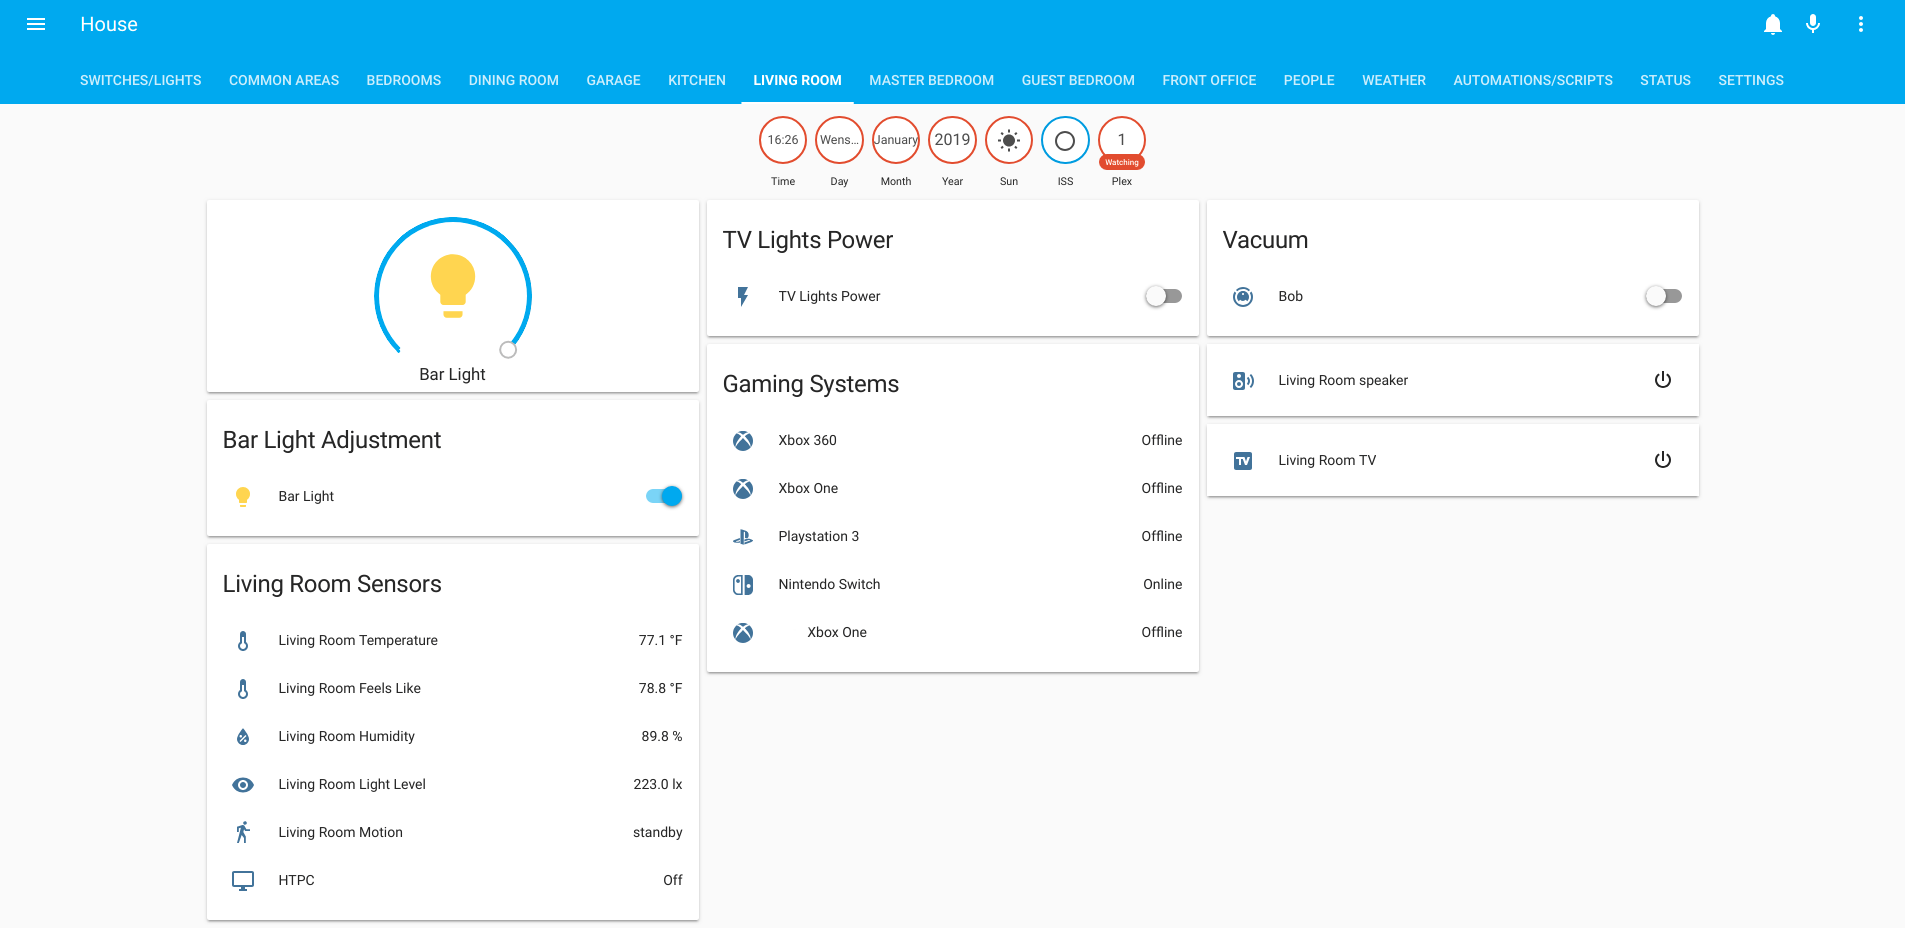 House
SWITCHES/LIGHTS COMMON AREAS BEDROOMS DINING ROOM GARAGE KITCHEN LIVING ROOM MASTER BEDROOM GUEST BEDROOM FRONT OFFICE PEOPLE WEATHER AUTOMATIONS/SCRIPTS STATUS SETTINGS
16:26 Wens... January 2019 1
Watching
Time Day Month Year Sun ISS Plex
Bar Light
Bar Light Adjustment
Bar Light
Living Room Sensors
Living Room Temperature 77.1 °F
Living Room Feels Like 78.8 °F
Living Room Humidity 89.8 %
Living Room Light Level 223.0 lx
Living Room Motion standby
HTPC Off
TV Lights Power
TV Lights Power
Gaming Systems
Xbox 360 Offline
Xbox One Offline
Playstation 3 Offline
Nintendo Switch Online
Xbox One Offline
Vacuum
Bob
Living Room speaker
TV Living Room TV